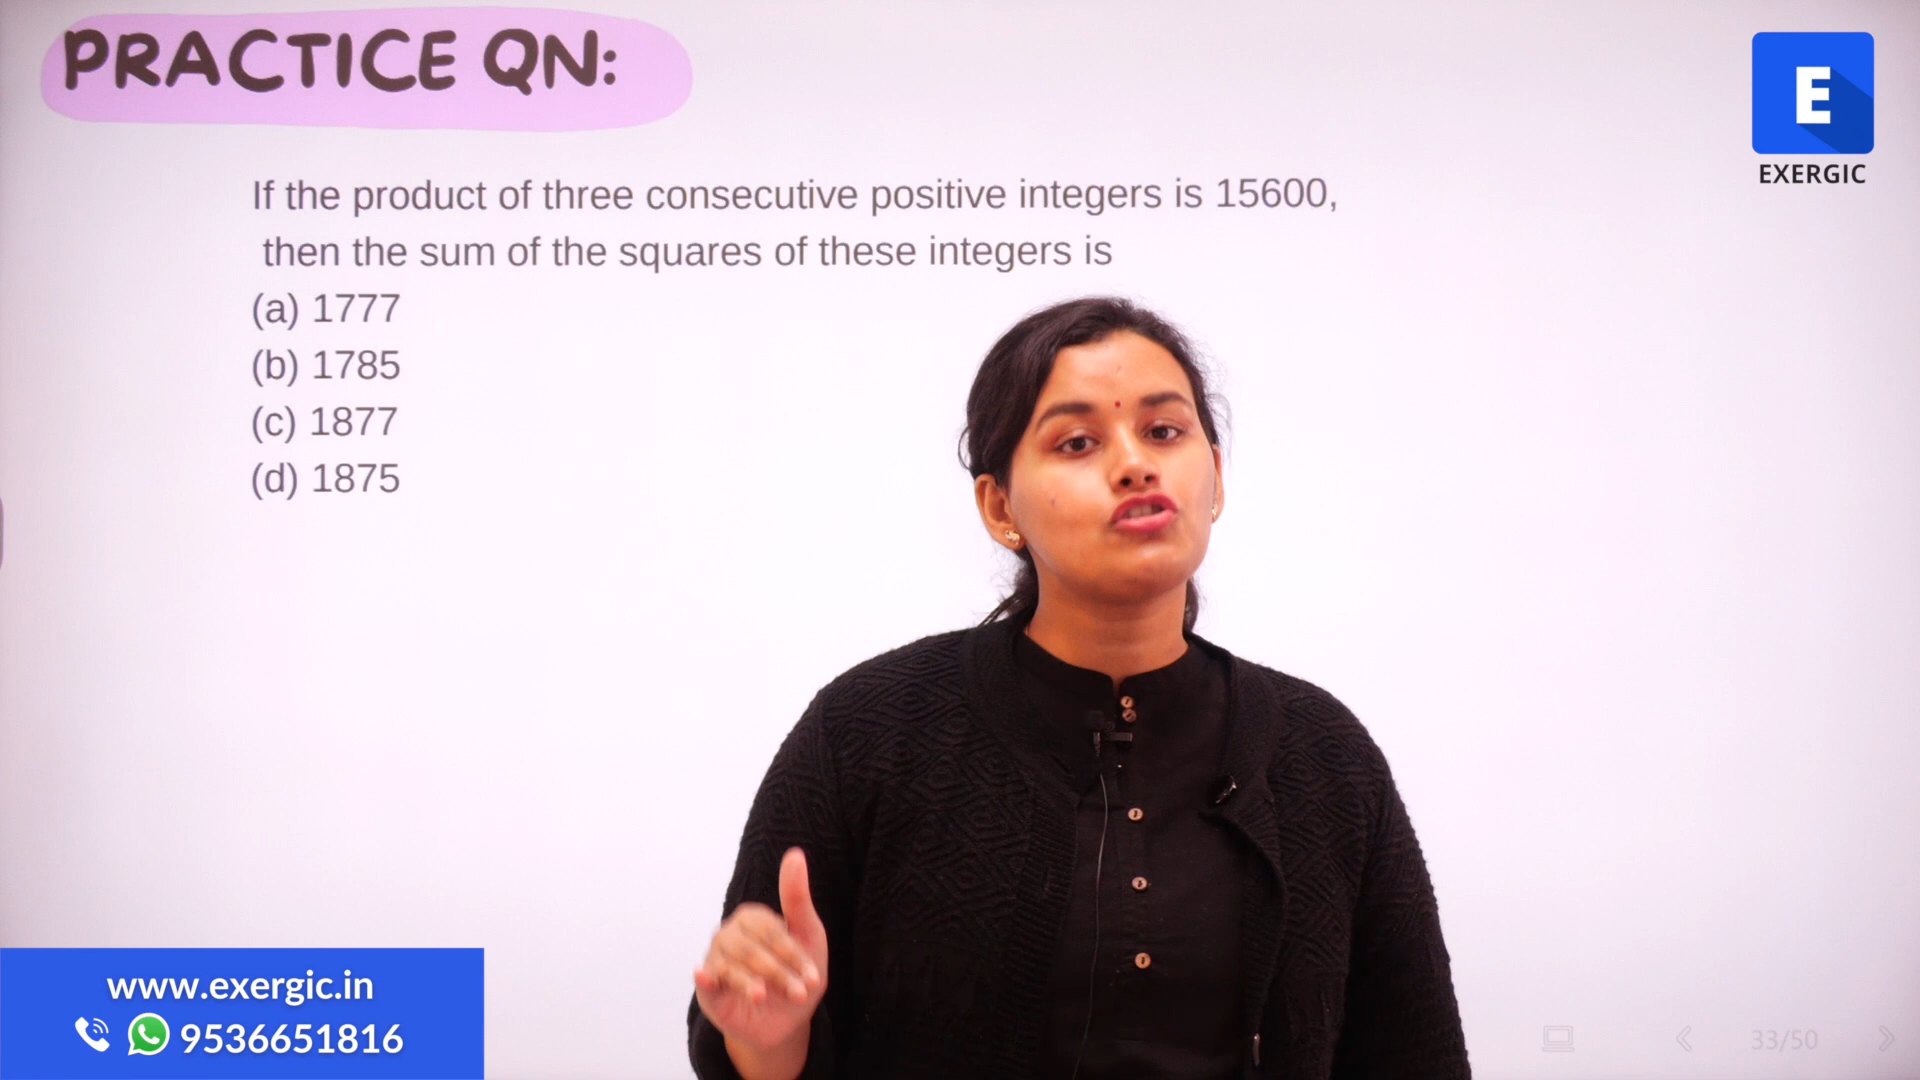 PRACTICE QN:
E
EXERGIC
If the product of three consecutive positive integers is 15600,
then the sum of the squares of these integers is
(a) 1777
(b) 1785
(c) 1877
(d) 1875
www.exergic.in
9536651816
33/50